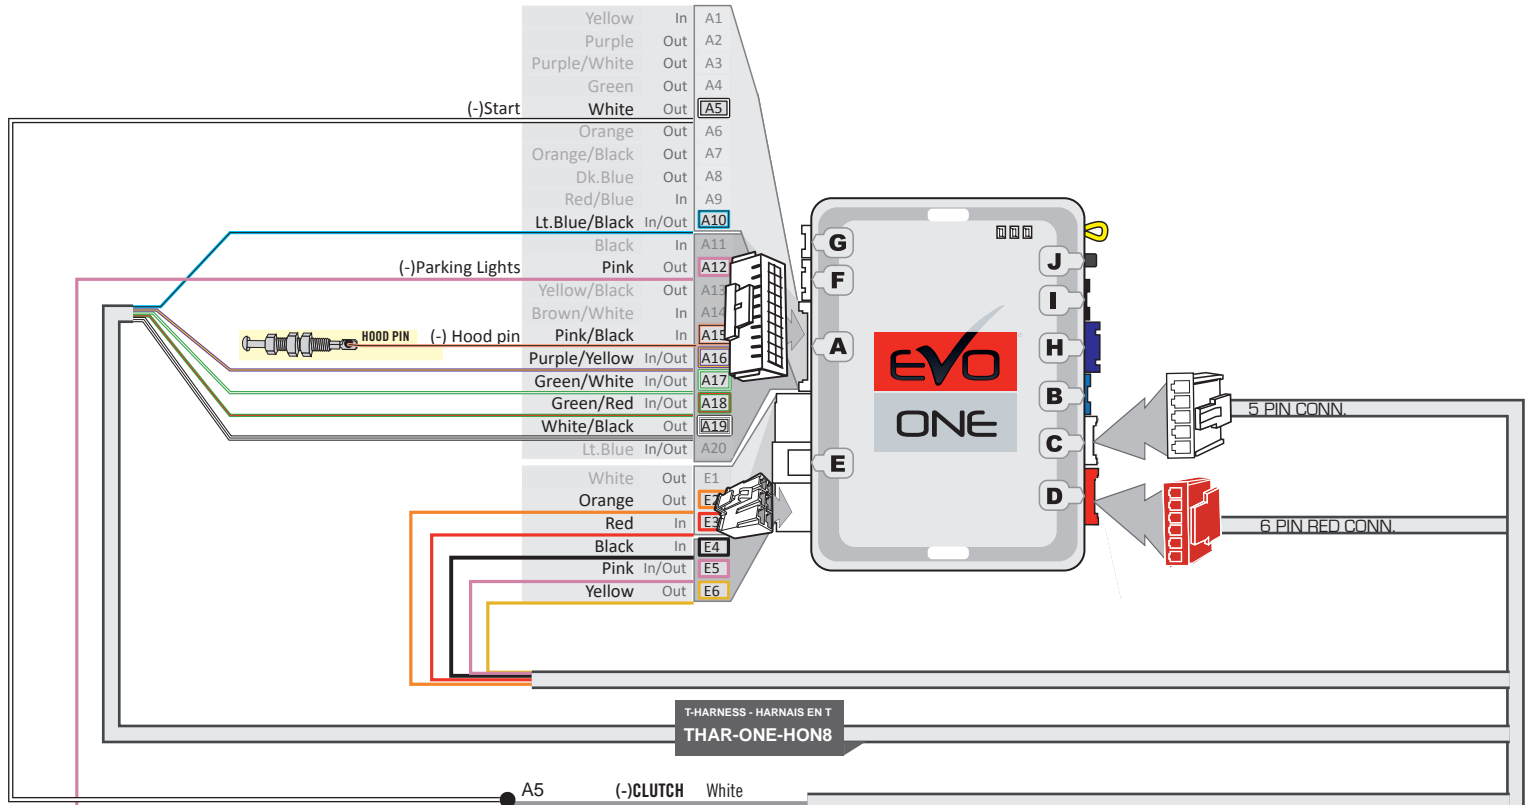 Yellow In A1
Purple Out A2
Purple/White Out A3
Green Out A4
(-)Start White Out A5
Orange Out A6
Orange/Black Out A7
Dk.Blue Out A8
Red/Blue In A9
Lt.Blue/Black In/Out A10
Black In A11
(-)Parking Lights Pink Out A12
Yellow/Black Out A13
Brown/White In A14
HOOD PIN (-) Hood pin Pink/Black In A15
Purple/Yellow In/Out A16
Green/White In/Out A17
Green/Red In/Out A18
White/Black Out A19
Lt.Blue In/Out A20
White Out E1
Orange Out E2
Red In E3
Black In E4
Pink In/Out E5
Yellow Out E6
G
F
A
E
EVO
ONE
J
I
H
B
C
D
5 PIN CONN.
6 PIN RED CONN.
T-HARNESS - HARNAIS EN T
THAR-ONE-HON8
A5 (-)CLUTCH White